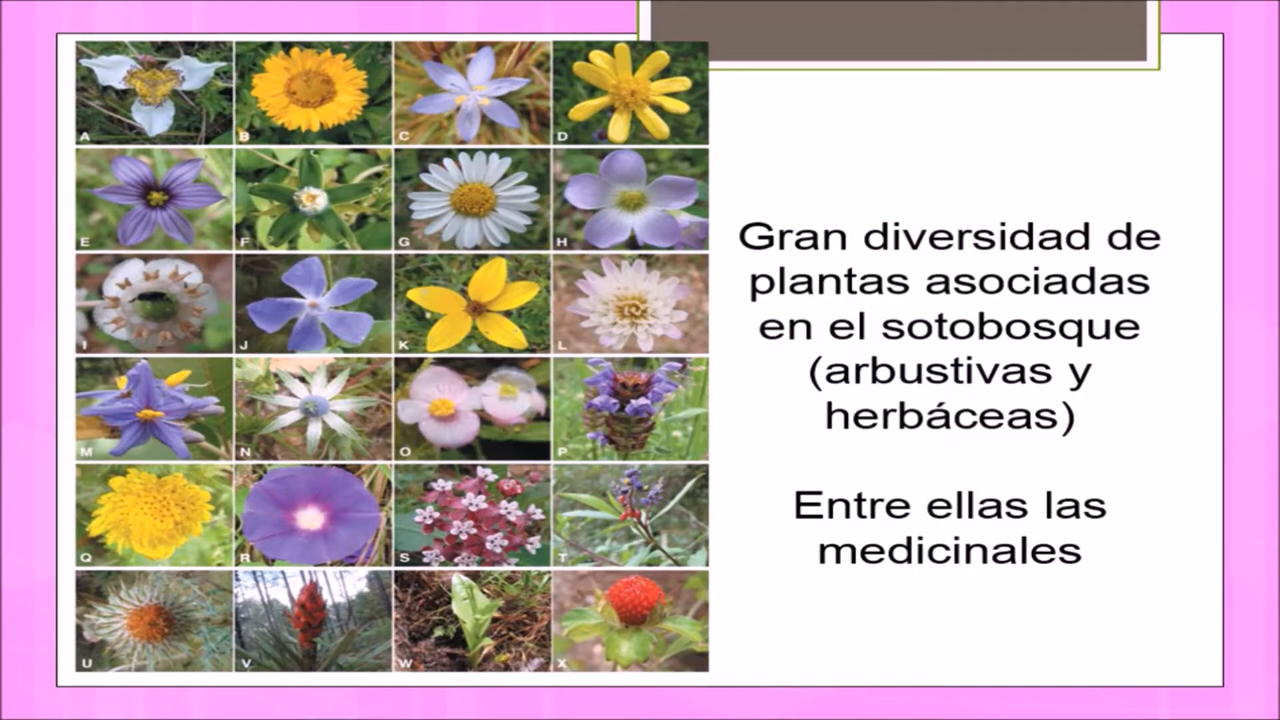 A B C D
E F G H
I J K L
M N O P
Q R S T
U V W X
Gran diversidad de
plantas asociadas
en el sotobosque
(arbustivas y
herbáceas)
Entre ellas las
medicinales